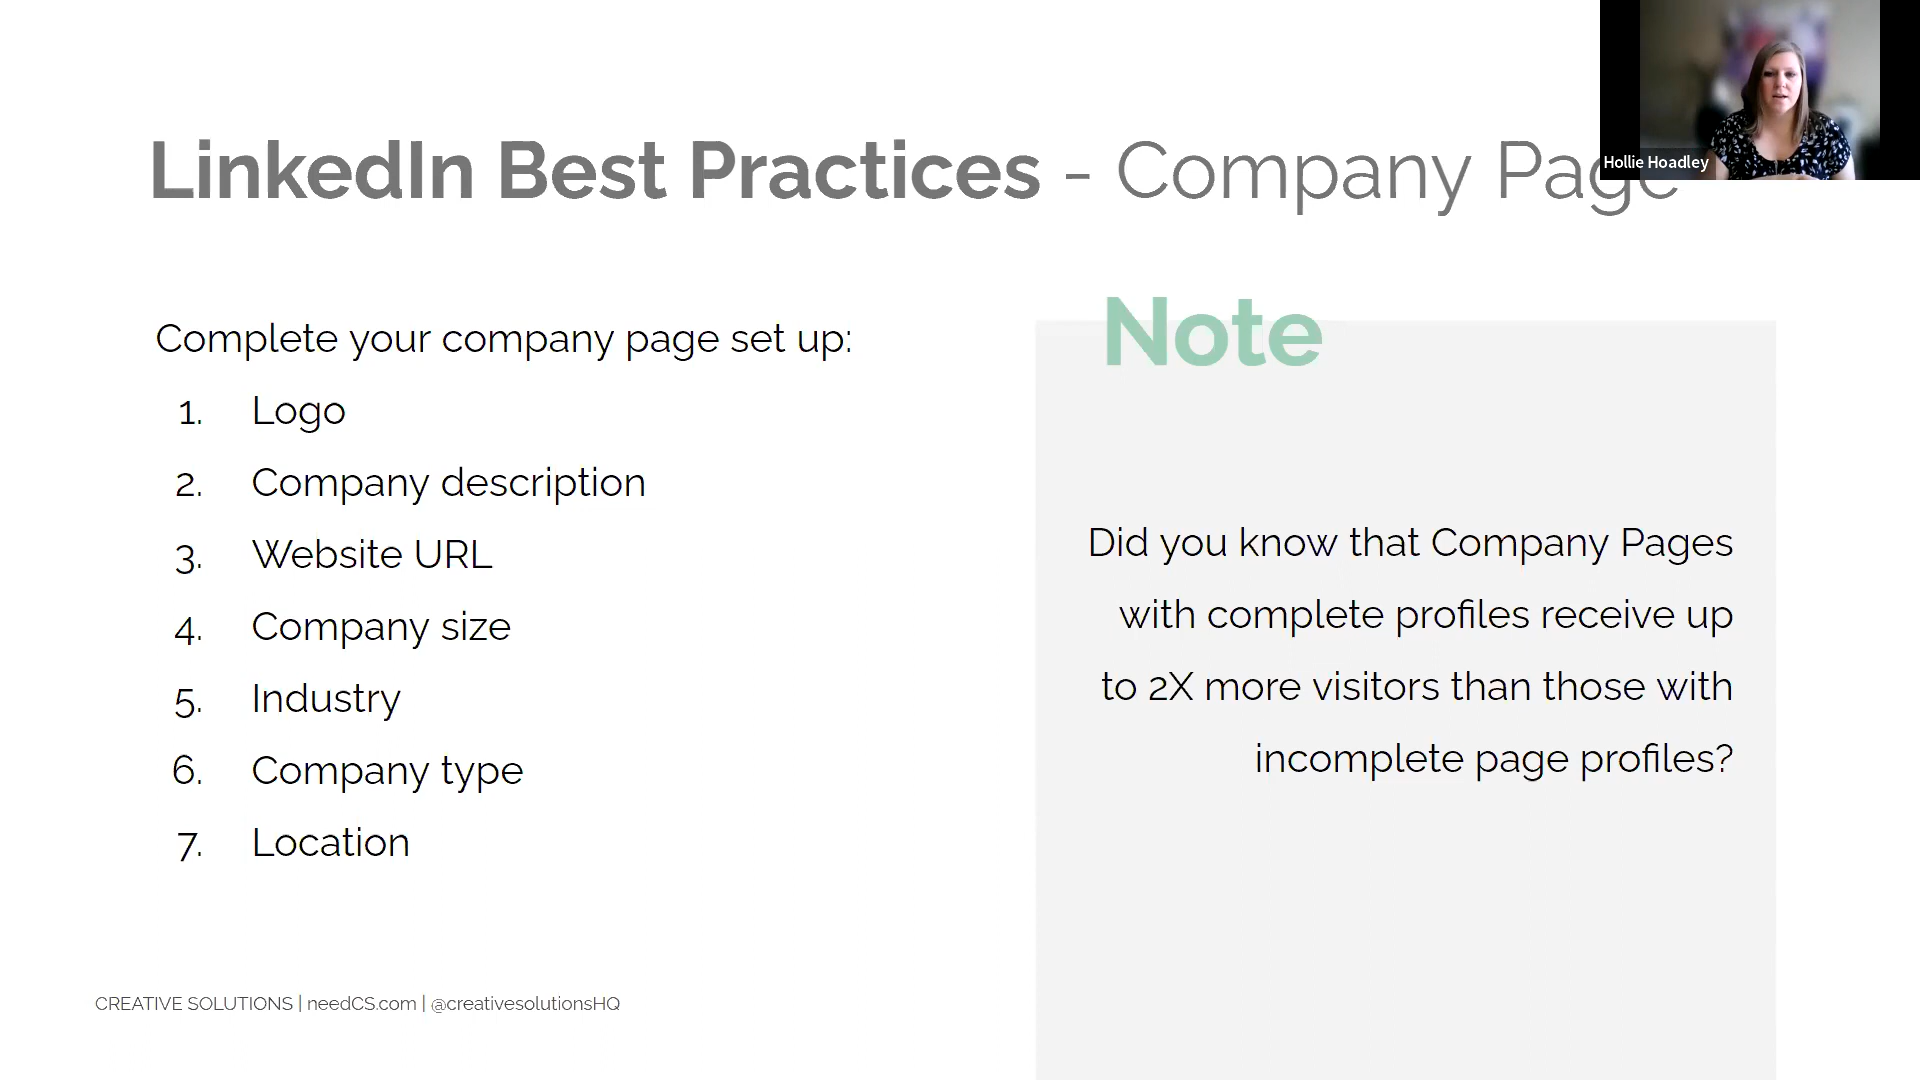 LinkedIn Best Practices - Company Page
Hollie Hoadley
Complete your company page set up:
1. Logo
2. Company description
3. Website URL
4. Company size
5. Industry
6. Company type
7. Location
Note
Did you know that Company Pages
with complete profiles receive up
to 2X more visitors than those with
incomplete page profiles?
CREATIVE SOLUTIONS | needCS.com | @creativesolutionsHQ